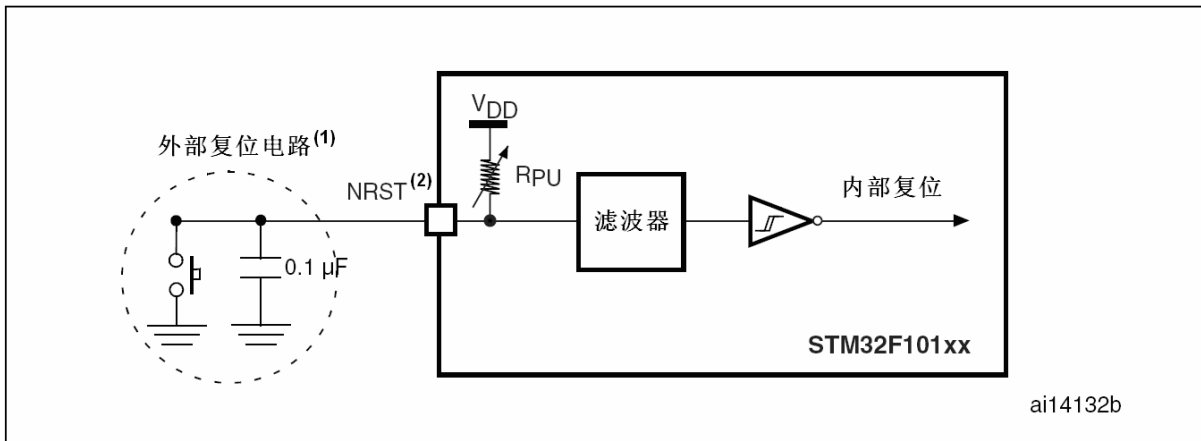 外部复位电路(1)
NRST(2)
VDD
RPU
滤波器
内部复位
0.1 μF
STM32F101xx
ai14132b